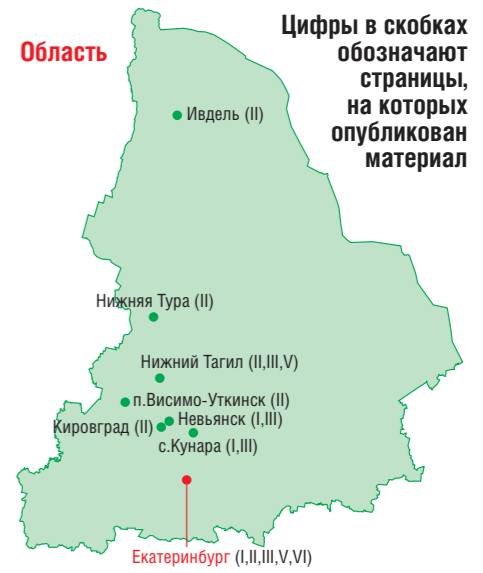 Область
Цифры в скобках
обозначают
страницы,
на которых
опубликован
материал
Ивдель (II)
Нижняя Тура (II)
Нижний Тагил (II,III,V)
п.Висимо-Уткинск (II)
Невьянск (I,III)
Кировград (II)
с.Кунара (I,III)
Екатеринбург (I,II,III,V,VI)